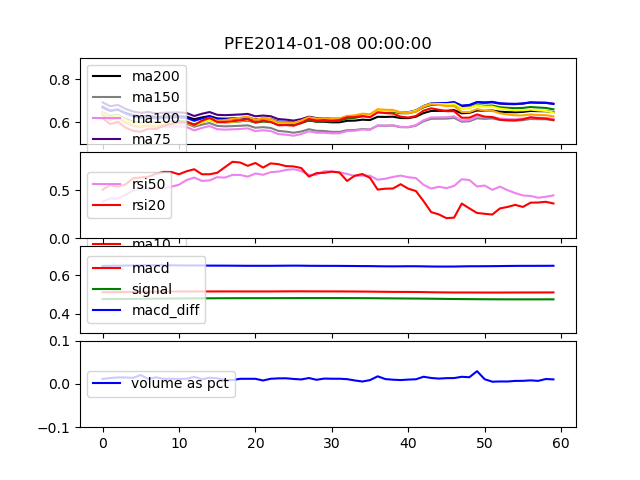 PFE2014-01-08 00:00:00
0.8
0.6
ma200
ma150
ma100
ma75
0.5
0.0
rsi50
rsi20
ma10
0.6
0.4
macd
signal
macd_diff
0.1
0.0
−0.1
volume as pct
0 10 20 30 40 50 60